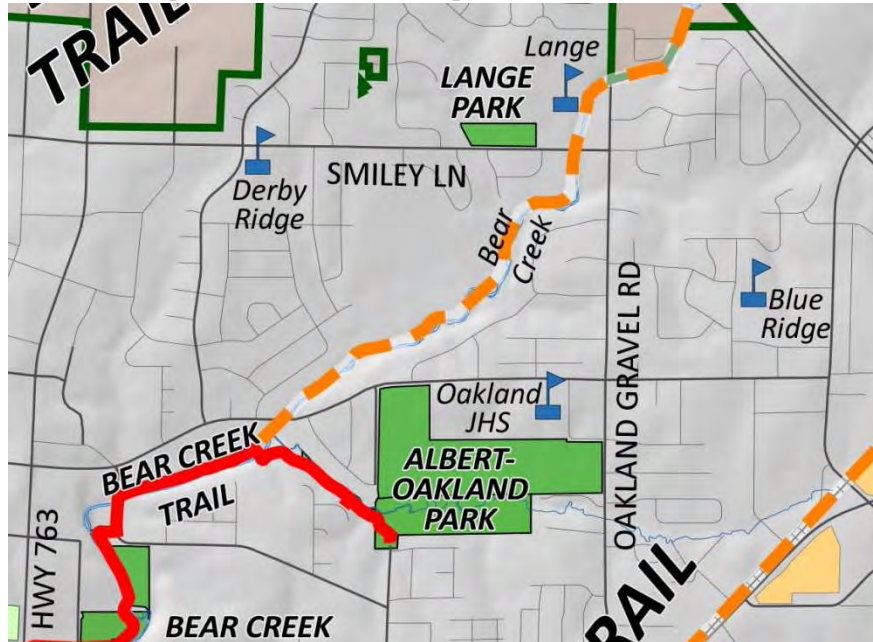 TRAIL
Lange
LANGE
PARK
Derby
Ridge
SMILEY LN
Bear
Creek
OAKLAND GRAVEL RD
Blue
Ridge
Oakland
JHS
BEAR CREEK
TRAIL
ALBERT-
OAKLAND
PARK
HWY 763
TRAIL
BEAR CREEK